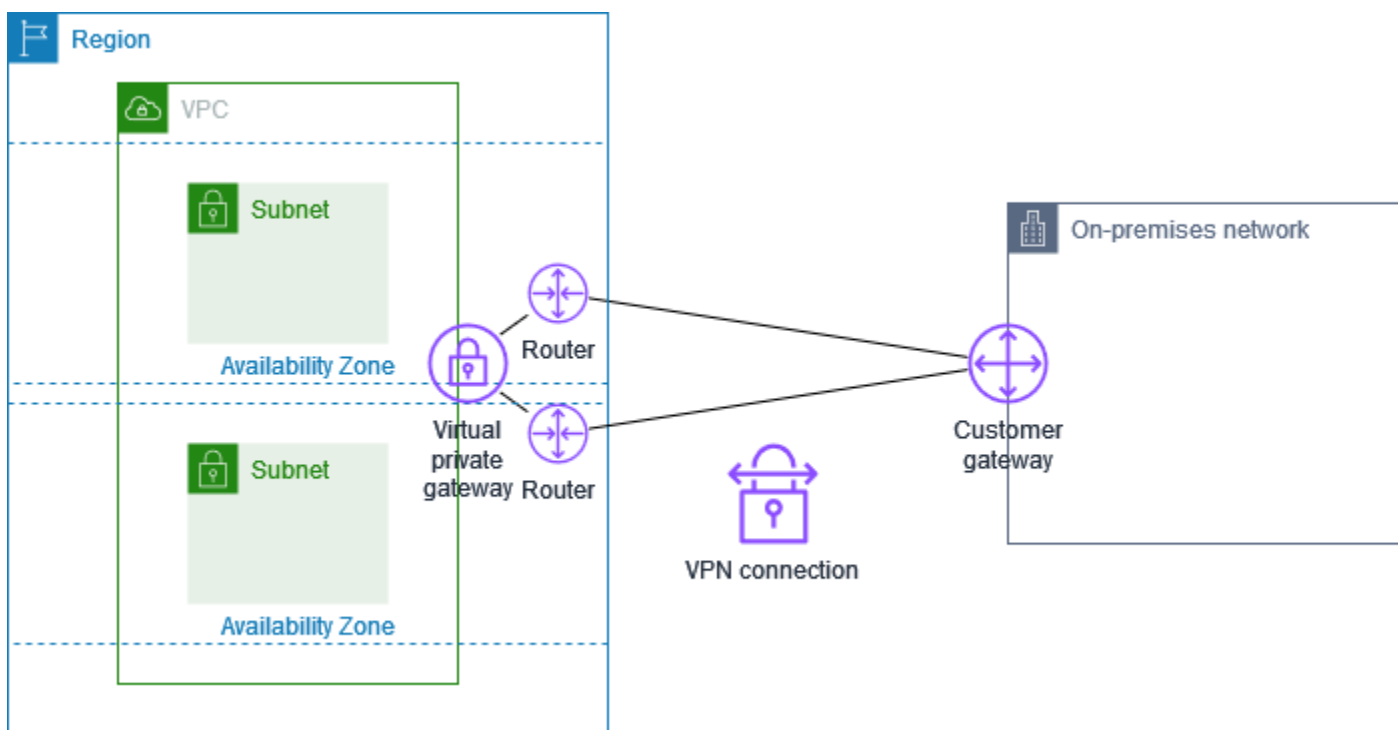 Region
VPC
Subnet
On-premises network
Router
Availability Zone
Virtual
private
gateway
Customer
gateway
Subnet
Router
VPN connection
Availability Zone